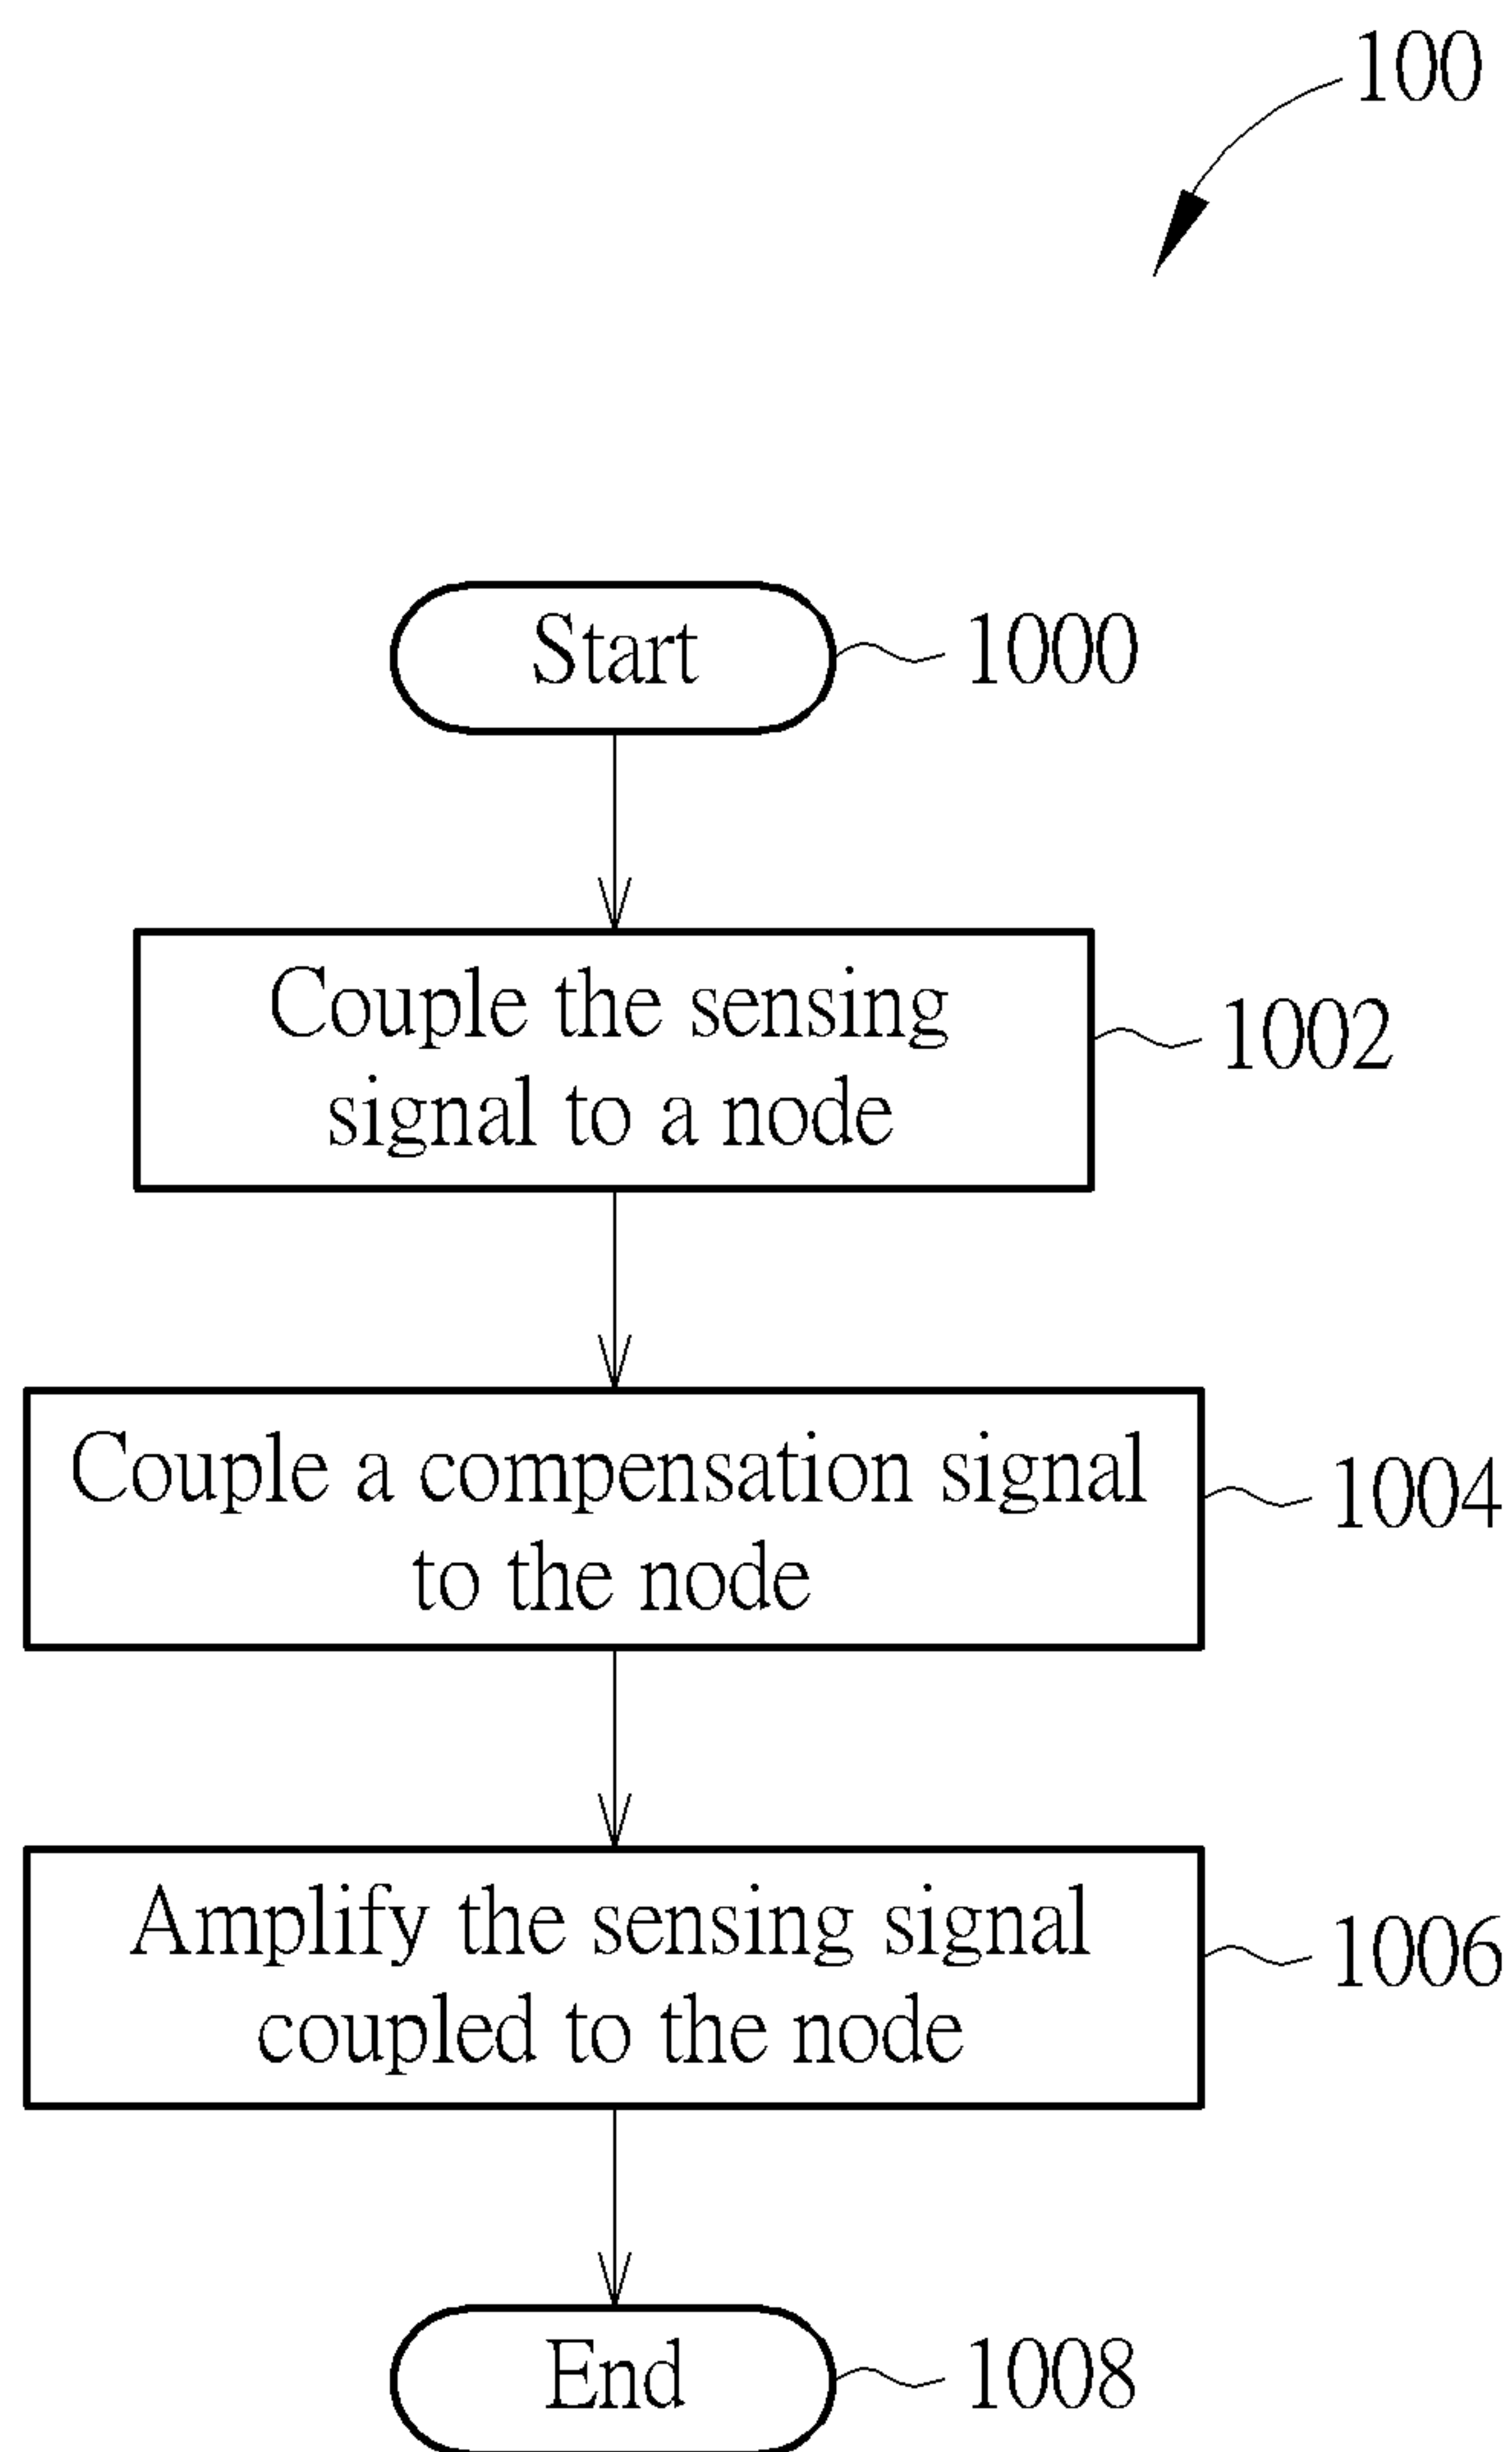 100
Start
1000
Couple the sensing
signal to a node
1002
Couple a compensation signal
to the node
1004
Amplify the sensing signal
coupled to the node
1006
End
1008